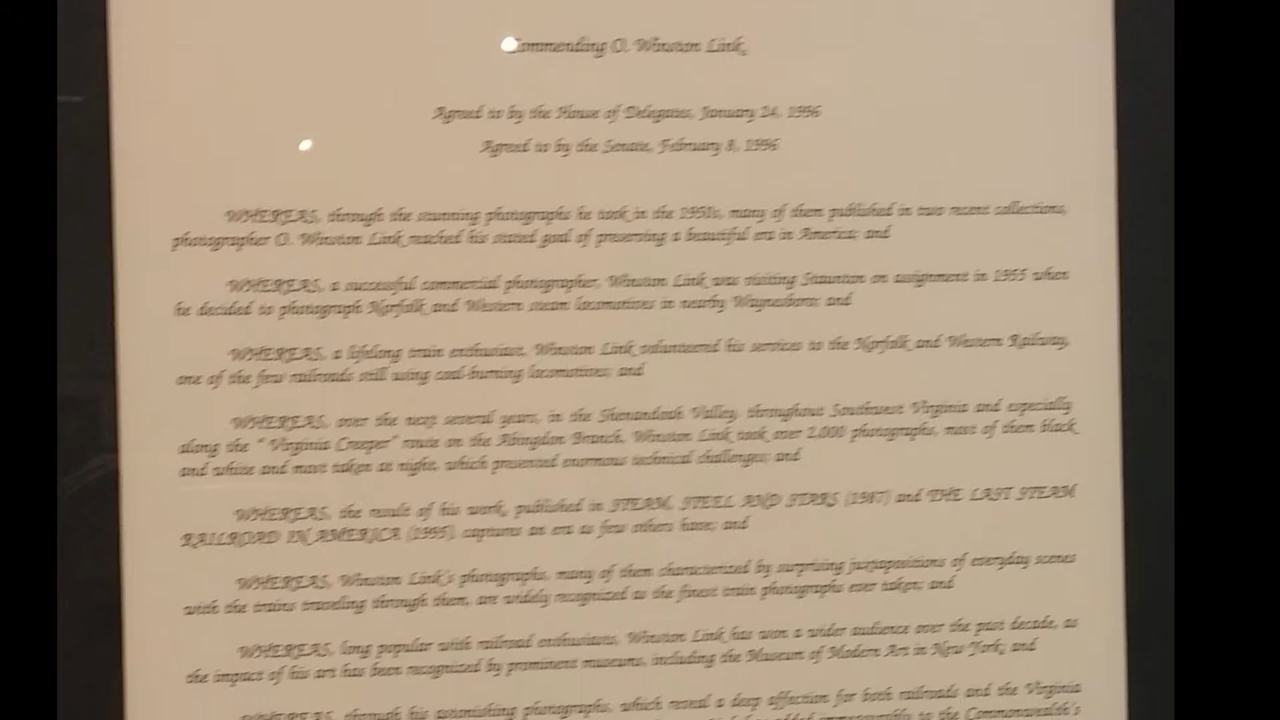 Commending O. Winston Link.
Agreed to by the House of Delegates, January 24, 1996
Agreed to by the Senate, February 8, 1996
WHEREAS, through the stunning photographs he took in the 1950s, many of them published in two recent collections,
photographer O. Winston Link reached his stated goal of preserving a beautiful era in America; and
WHEREAS, a successful commercial photographer, Winston Link was visiting Staunton on assignment in 1955 when
he decided to photograph Norfolk and Western steam locomotives in nearby Waynesboro; and
WHEREAS, a lifelong train enthusiast, Winston Link volunteered his services to the Norfolk and Western Railway,
one of the few railroads still using coal-burning locomotives; and
WHEREAS, over the next several years, in the Shenandoah Valley, throughout Southwest Virginia and especially
along the " Virginia Creeper" route on the Abingdon Branch, Winston Link took over 2,000 photographs, most of them black
and white and most taken at night, which presented enormous technical challenges; and
WHEREAS, the result of his work, published in STEAM, STEEL AND STARS (1987) and THE LAST STEAM
RAILROAD IN AMERICA (1995), captures an era as few others have; and
WHEREAS, Winston Link's photographs, many of them characterized by surprising juxtapositions of everyday scenes
with the trains traveling through them, are widely recognized as the finest train photographs ever taken; and
WHEREAS, long popular with railroad enthusiasts, Winston Link has won a wider audience over the past decade, as
the impact of his art has been recognized by prominent museums, including the Museum of Modern Art in New York; and
WHEREAS, through his astonishing photographs, which reveal a deep affection for both railroads and the Virginia
added immeasurably to the Commonwealth's